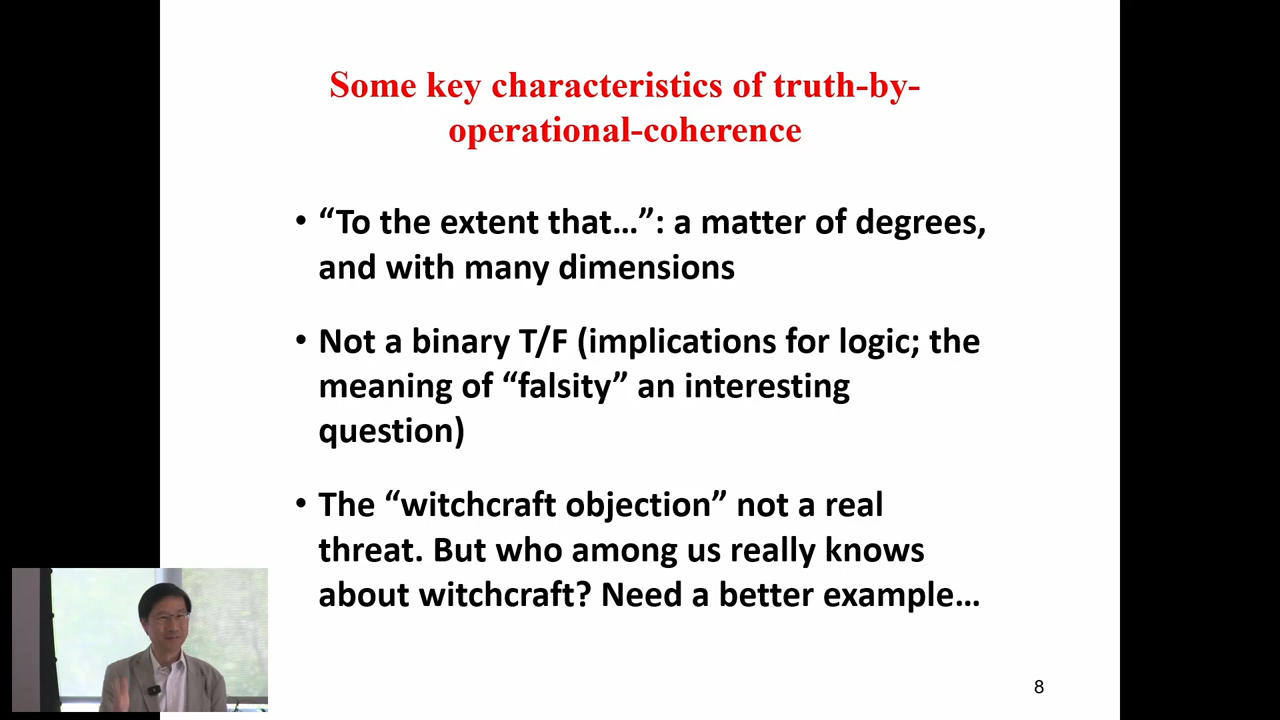 Some key characteristics of truth-by-
operational-coherence
• “To the extent that…”: a matter of degrees,
and with many dimensions
• Not a binary T/F (implications for logic; the
meaning of “falsity” an interesting
question)
• The “witchcraft objection” not a real
threat. But who among us really knows
about witchcraft? Need a better example…
8